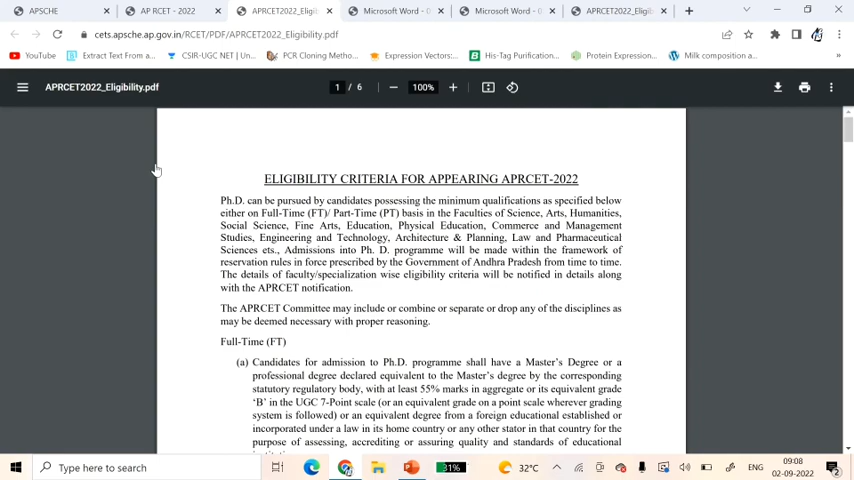 APSCHE
AP RCET - 2022
APRCET2022_Eligib
Microsoft Word - 0.
Microsoft Word - 0.
APRCET2022_Eligib
cets.apsche.ap.gov.in/RCET/PDF/APRCET2022_Eligibility.pdf
YouTube
Extract Text From a...
CSIR-UGC NET | Un...
PCR Cloning Metho...
Expression Vectors:...
His-Tag Purification...
Protein Expression...
Milk composition a...
»
APRCET2022_Eligibility.pdf
1 / 6
100%
ELIGIBILITY CRITERIA FOR APPEARING APRCET-2022
Ph.D. can be pursued by candidates possessing the minimum qualifications as specified below
either on Full-Time (FT)/ Part-Time (PT) basis in the Faculties of Science, Arts, Humanities,
Social Science, Fine Arts, Education, Physical Education, Commerce and Management
Studies, Engineering and Technology, Architecture & Planning, Law and Pharmaceutical
Sciences ets., Admissions into Ph. D. programme will be made within the framework of
reservation rules in force prescribed by the Government of Andhra Pradesh from time to time.
The details of faculty/specialization wise eligibility criteria will be notified in details along
with the APRCET notification.
The APRCET Committee may include or combine or separate or drop any of the disciplines as
may be deemed necessary with proper reasoning.
Full-Time (FT)
(a) Candidates for admission to Ph.D. programme shall have a Master's Degree or a
professional degree declared equivalent to the Master's degree by the corresponding
statutory regulatory body, with at least 55% marks in aggregate or its equivalent grade
'B' in the UGC 7-Point scale (or an equivalent grade on a point scale wherever grading
system is followed) or an equivalent degree from a foreign educational established or
incorporated under a law in its home country or any other stator in that country for the
purpose of assessing, accrediting or assuring quality and standards of educational
Type here to search
31%
32°C
ENG
09:08
02-09-2022
2